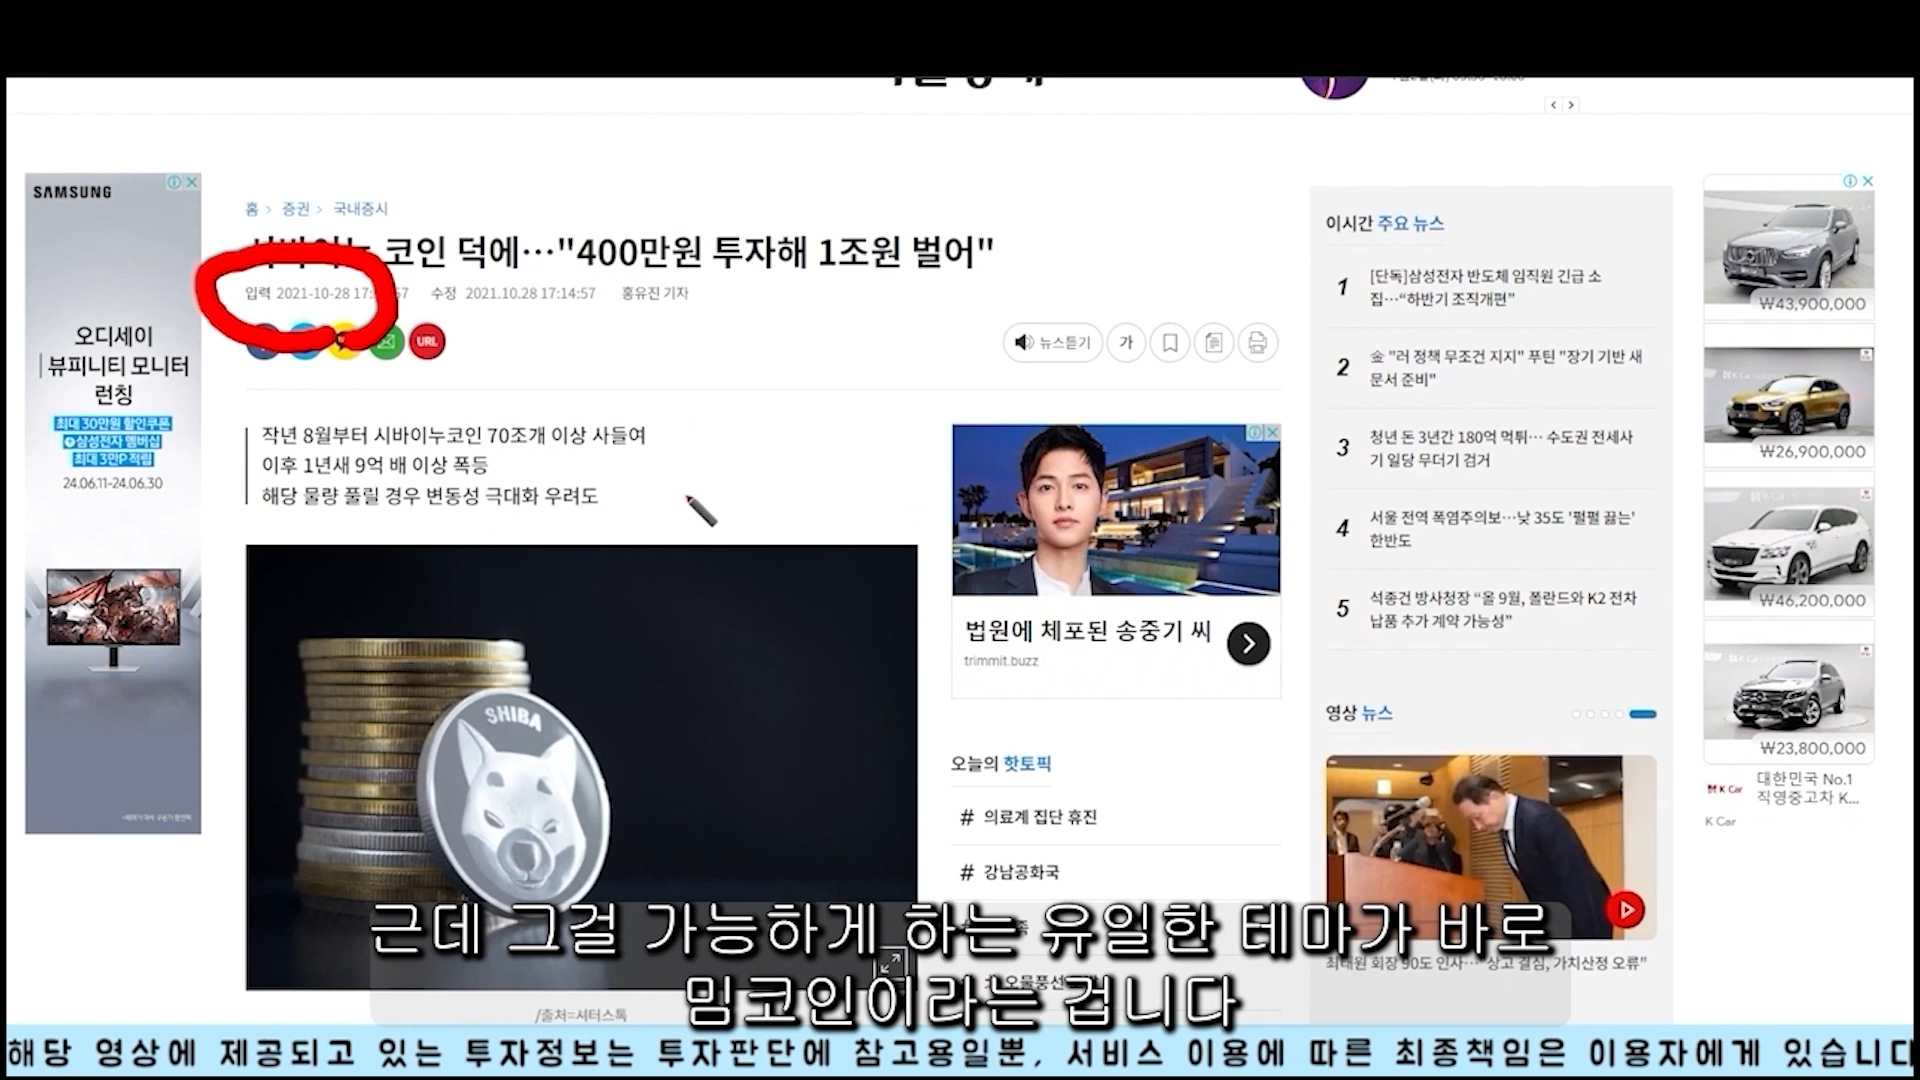 SAMSUNG
오디세이
뷰피니티 모니터
런칭
최대 30만원 할인쿠폰
삼성전자 멤버십
최대 3만P 적립
24.06.11-24.06.30
홈 > 증권 > 국내증시
코인 덕에…"400만원 투자해 1조원 벌어"
입력 2021-10-28 17: 57 수정 2021.10.28 17:14:57 홍유진 기자
URL
뉴스듣기
가
작년 8월부터 시바이누코인 70조개 이상 사들여
이후 1년새 9억 배 이상 폭등
해당 물량 풀릴 경우 변동성 극대화 우려도
SHIBA
/출처=셔터스톡
법원에 체포된 송중기 씨
trimmit.buzz
오늘의 핫토픽
# 의료계 집단 휴진
# 강남공화국
오물풍선
이시간 주요 뉴스
1 [단독]삼성전자 반도체 임직원 긴급 소
집…“하반기 조직개편”
2 金 "러 정책 무조건 지지" 푸틴 "장기 기반 새
문서 준비"
3 청년 돈 3년간 180억 먹튀… 수도권 전세사
기 일당 무더기 검거
4 서울 전역 폭염주의보…낮 35도 '펄펄 끓는'
한반도
5 석종건 방사청장 “올 9월, 폴란드와 K2 전차
납품 추가 계약 가능성”
영상 뉴스
최태원 회장 90도 인사…“상고 결심, 가치산정 오류"
₩43,900,000
₩26,900,000
₩46,200,000
₩23,800,000
K Car
대한민국 No.1
직영중고차 K...
K Car
근데 그걸 가능하게 하는 유일한 테마가 바로
밈코인이라는 겁니다
해당 영상에 제공되고 있는 투자정보는 투자판단에 참고용일뿐, 서비스 이용에 따른 최종책임은 이용자에게 있습니다